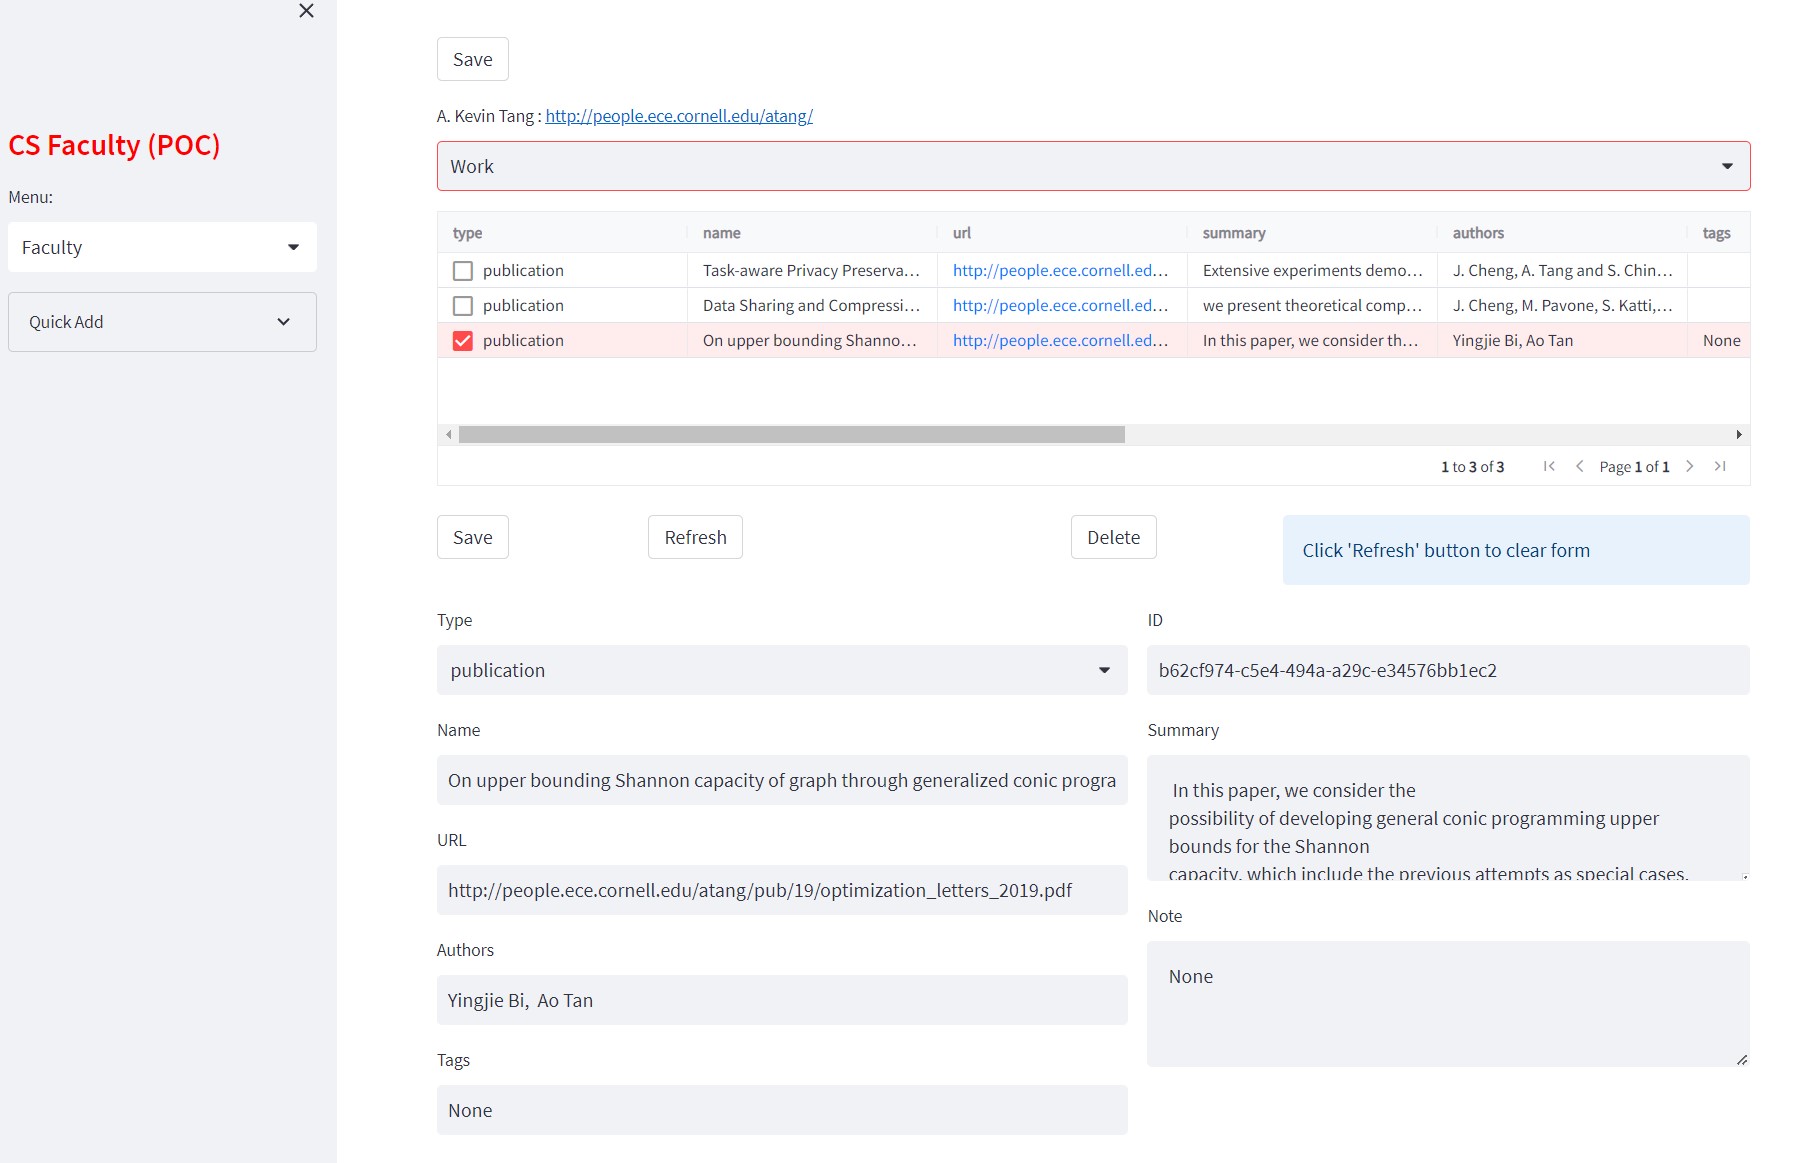 CS Faculty (POC)
Menu:
Faculty
Quick Add
Save
A. Kevin Tang : http://people.ece.cornell.edu/atang/
Work
type name url summary authors tags
publication Task-aware Privacy Preserva… http://people.ece.cornell.ed… Extensive experiments demo… J. Cheng, A. Tang and S. Chin…
publication Data Sharing and Compressi… http://people.ece.cornell.ed… we present theoretical comp… J. Cheng, M. Pavone, S. Katti,…
publication On upper bounding Shanno… http://people.ece.cornell.ed… In this paper, we consider th… Yingjie Bi, Ao Tan None
1 to 3 of 3 Page 1 of 1
Save Refresh Delete Click 'Refresh' button to clear form
Type
publication
Name
On upper bounding Shannon capacity of graph through generalized conic progra
URL
http://people.ece.cornell.edu/atang/pub/19/optimization_letters_2019.pdf
Authors
Yingjie Bi,  Ao Tan
Tags
None
ID
b62cf974-c5e4-494a-a29c-e34576bb1ec2
Summary
In this paper, we consider the
possibility of developing general conic programming upper
bounds for the Shannon
capacity, which include the previous attempts as special cases.
Note
None